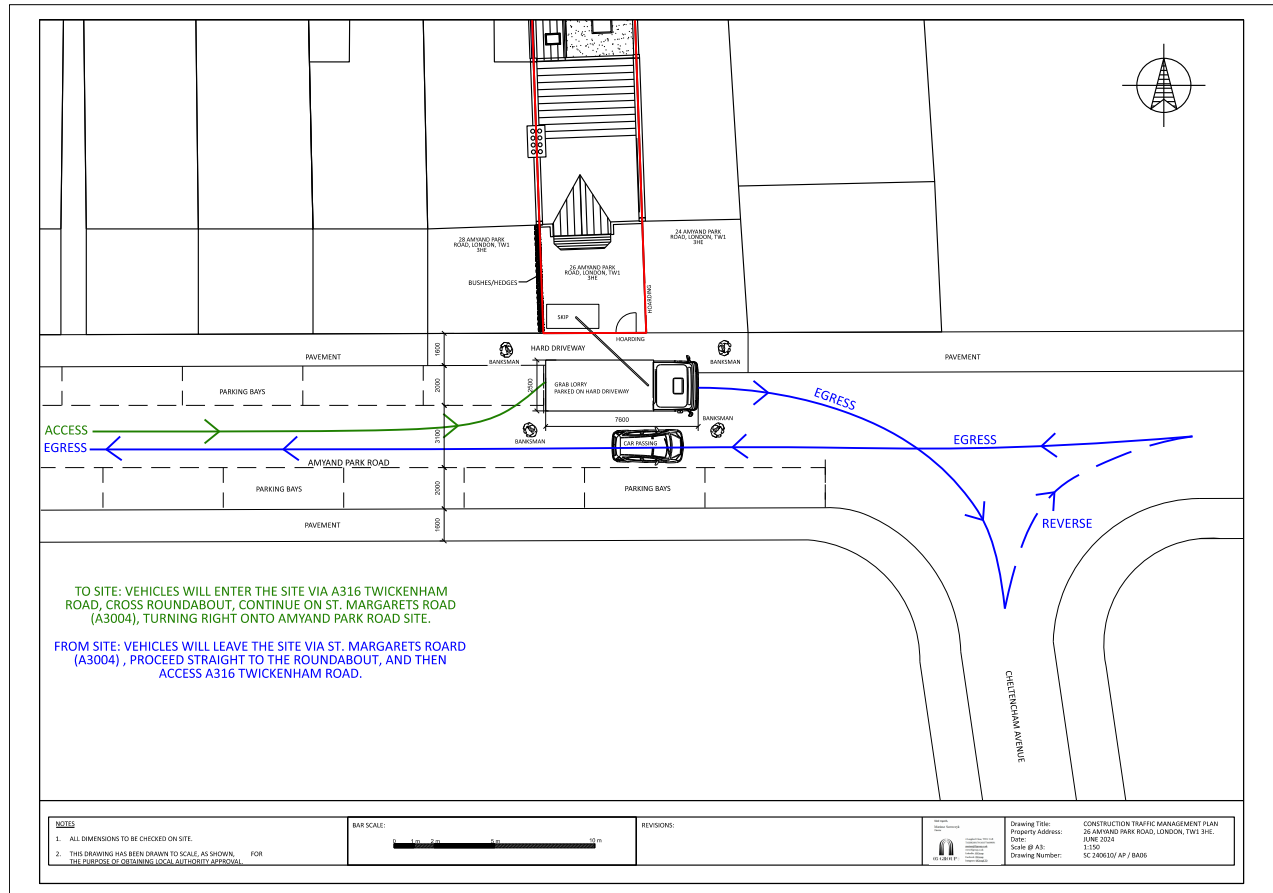 28 AMYAND PARK
ROAD, LONDON, TW1
3HE
24 AMYAND PARK
ROAD, LONDON, TW1
3HE
26 AMYAND PARK
ROAD, LONDON, TW1
3HE
BUSHES/HEDGES
HOARDING
SKIP
HOARDING
HARD DRIVEWAY
1600
PAVEMENT
BANKSMAN
BANKSMAN
PAVEMENT
2000
PARKING BAYS
2500
GRAB LORRY
PARKED ON HARD DRIVEWAY
EGRESS
7600
ACCESS
BANKSMAN
BANKSMAN
3100
EGRESS
CAR PASSING
EGRESS
AMYAND PARK ROAD
PARKING BAYS
2000
PARKING BAYS
PAVEMENT
1600
REVERSE
TO SITE: VEHICLES WILL ENTER THE SITE VIA A316 TWICKENHAM
ROAD, CROSS ROUNDABOUT, CONTINUE ON ST. MARGARETS ROAD
(A3004), TURNING RIGHT ONTO AMYAND PARK ROAD SITE.
FROM SITE: VEHICLES WILL LEAVE THE SITE VIA ST. MARGARETS ROARD
(A3004) , PROCEED STRAIGHT TO THE ROUNDABOUT, AND THEN
ACCESS A316 TWICKENHAM ROAD.
CHELTENCHAM AVENUE
NOTES
1. ALL DIMENSIONS TO BE CHECKED ON SITE.
2. THIS DRAWING HAS BEEN DRAWN TO SCALE, AS SHOWN, FOR
THE PURPOSE OF OBTAINING LOCAL AUTHORITY APPROVAL.
BAR SCALE:
0 1 m 2 m 5 m 10 m
REVISIONS:
Drawing Title: CONSTRUCTION TRAFFIC MANAGEMENT PLAN
Property Address: 26 AMYAND PARK ROAD, LONDON, TW1 3HE.
Date: JUNE 2024
Scale @ A3: 1:150
Drawing Number: SC 240610/ AP / BA06